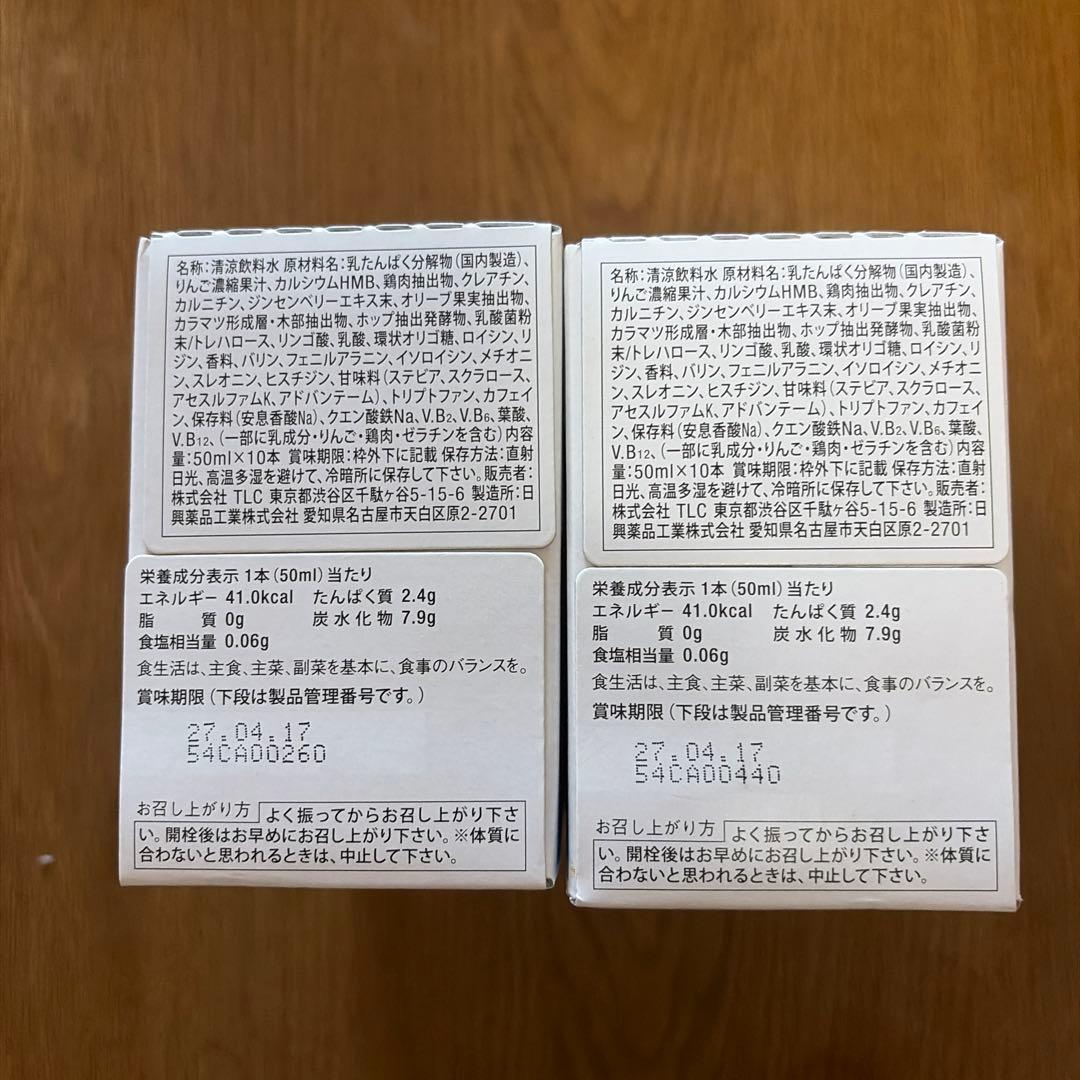 名称：清涼飲料水 原材料名：乳たんぱく分解物（国内製造）、
りんご濃縮果汁、カルシウムHMB、鶏肉抽出物、クレアチン、
カルニチン、ジンセンベリーエキス末、オリーブ果実抽出物、
カラマツ形成層・木部抽出物、ホップ抽出発酵物、乳酸菌粉
末/トレハロース、リンゴ酸、乳酸、環状オリゴ糖、ロイシン、リ
ジン、香料、バリン、フェニルアラニン、イソロイシン、メチオニ
ン、スレオニン、ヒスチジン、甘味料（ステビア、スクラロース、
アセスルファムK、アドバンテーム）、トリプトファン、カフェイ
ン、保存料（安息香酸Na）、クエン酸鉄Na、V.B2、V.B6、葉酸、
V.B12、（一部に乳成分・りんご・鶏肉・ゼラチンを含む）内容
量：50ml×10本 賞味期限：枠外下に記載 保存方法：直射
日光、高温多湿を避けて、冷暗所に保存して下さい。販売者：
株式会社 TLC 東京都渋谷区千駄ヶ谷5-15-6 製造所：日
興薬品工業株式会社 愛知県名古屋市天白区原2-2701
栄養成分表示 1本（50ml）当たり
エネルギー 41.0kcal たんぱく質 2.4g
脂質 0g 炭水化物 7.9g
食塩相当量 0.06g
食生活は、主食、主菜、副菜を基本に、食事のバランスを。
賞味期限（下段は製品管理番号です。）
27.04.17
54CA00260
お召し上がり方 よく振ってからお召し上がり下さ
い。開栓後はお早めにお召し上がり下さい。※体質に
合わないと思われるときは、中止して下さい。
名称：清涼飲料水 原材料名：乳たんぱく分解物（国内製造）、
りんご濃縮果汁、カルシウムHMB、鶏肉抽出物、クレアチン、
カルニチン、ジンセンベリーエキス末、オリーブ果実抽出物、
カラマツ形成層・木部抽出物、ホップ抽出発酵物、乳酸菌粉
末/トレハロース、リンゴ酸、乳酸、環状オリゴ糖、ロイシン、リ
ジン、香料、バリン、フェニルアラニン、イソロイシン、メチオニ
ン、スレオニン、ヒスチジン、甘味料（ステビア、スクラロース、
アセスルファムK、アドバンテーム）、トリプトファン、カフェイ
ン、保存料（安息香酸Na）、クエン酸鉄Na、V.B2、V.B6、葉酸、
V.B12、（一部に乳成分・りんご・鶏肉・ゼラチンを含む）内容
量：50ml×10本 賞味期限：枠外下に記載 保存方法：直射
日光、高温多湿を避けて、冷暗所に保存して下さい。販売者：
株式会社 TLC 東京都渋谷区千駄ヶ谷5-15-6 製造所：日
興薬品工業株式会社 愛知県名古屋市天白区原2-2701
栄養成分表示 1本（50ml）当たり
エネルギー 41.0kcal たんぱく質 2.4g
脂質 0g 炭水化物 7.9g
食塩相当量 0.06g
食生活は、主食、主菜、副菜を基本に、食事のバランスを。
賞味期限（下段は製品管理番号です。）
27.04.17
54CA00440
お召し上がり方 よく振ってからお召し上がり下さ
い。開栓後はお早めにお召し上がり下さい。※体質に
合わないと思われるときは、中止して下さい。